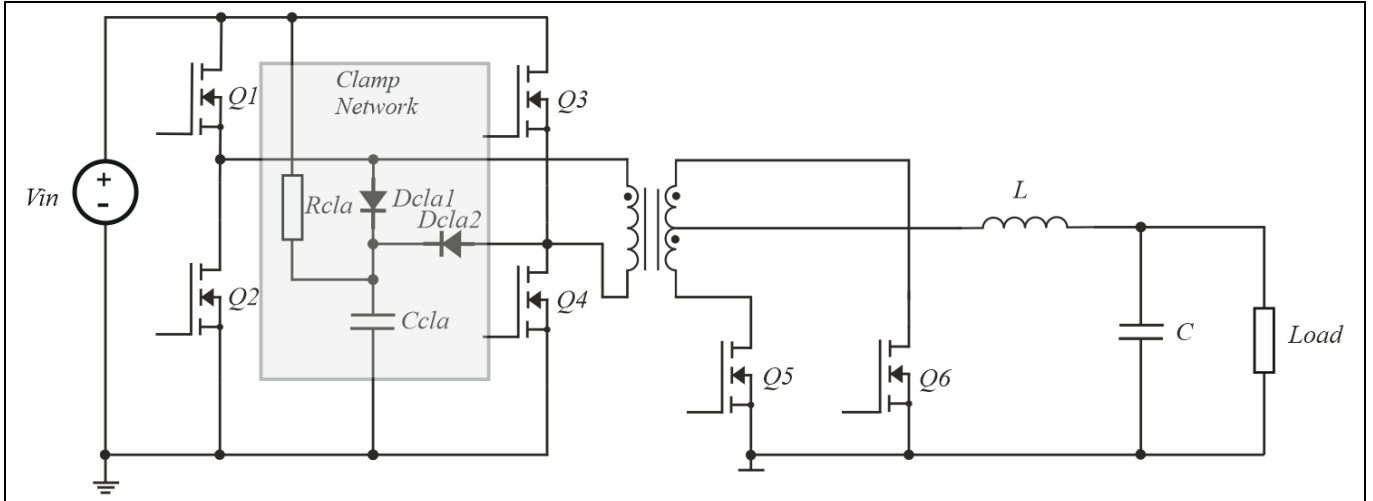 Clamp
Network
Q1
Q3
Vin
+
-
Rcla
Dcla1
Dcla2
L
Q2
Q4
Ccla
C
Load
Q5
Q6